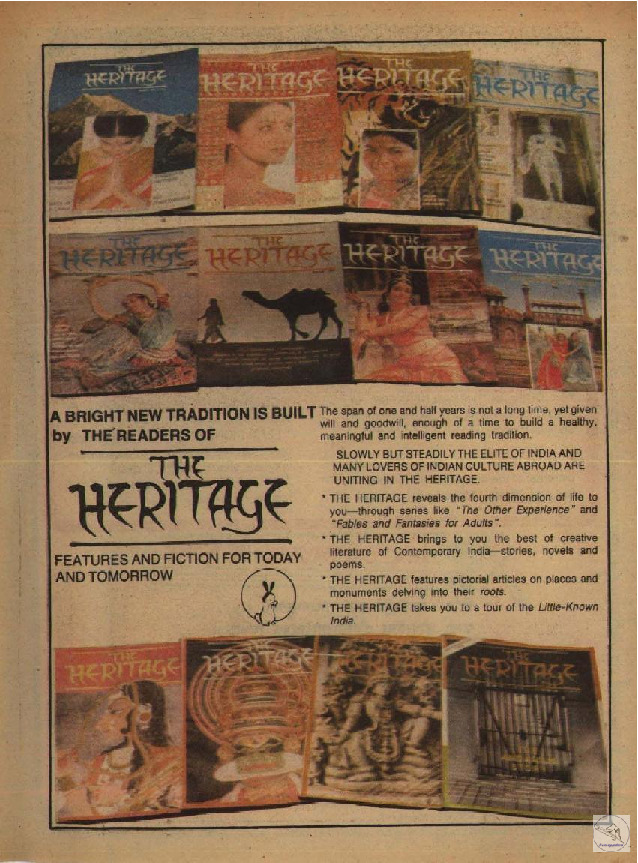 THE
HERITAGE
THE
HERITAGE
THE
HERITAGE
THE
HERITAGE
THE
HERITAGE
THE
HERITAGE
THE
HERITAGE
THE
HERITAGE
A BRIGHT NEW TRADITION IS BUILT
by THE READERS OF
THE
HERITAGE
FEATURES AND FICTION FOR TODAY
AND TOMORROW
The span of one and half years is not a long time, yet given
will and goodwill, enough of a time to build a healthy,
meaningful and intelligent reading tradition.
SLOWLY BUT STEADILY THE ELITE OF INDIA AND
MANY LOVERS OF INDIAN CULTURE ABROAD ARE
UNITING IN THE HERITAGE.
* THE HERITAGE reveals the fourth dimension of life to
you—through series like "The Other Experience" and
"Fables and Fantasies for Adults".
* THE HERITAGE brings to you the best of creative
literature of Contemporary India—stories, novels and
poems.
* THE HERITAGE features pictorial articles on places and
monuments delving into their roots.
* THE HERITAGE takes you to a tour of the Little-Known
India.
THE
HERITAGE
THE
HERITAGE
THE
HERITAGE
THE
HERITAGE